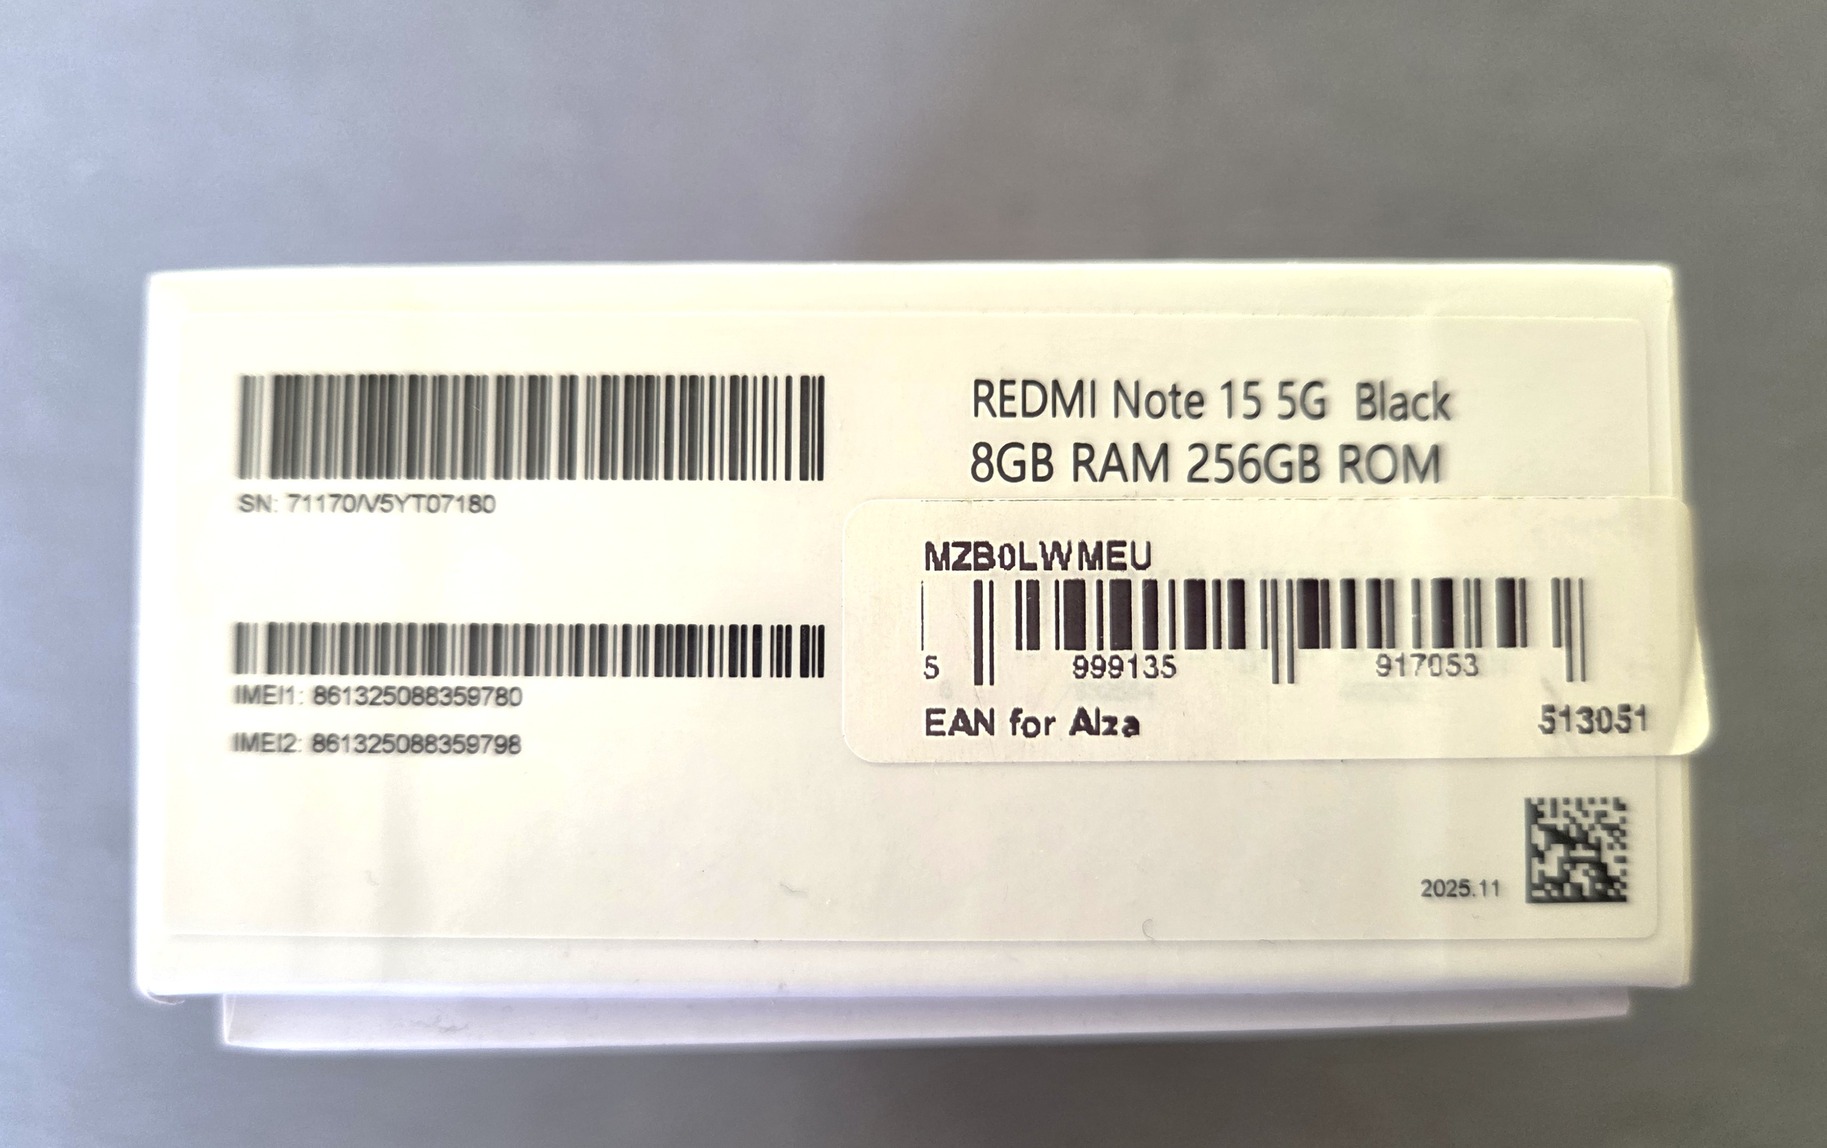 REDMI Note 15 5G Black
8GB RAM 256GB ROM
SN: 71170/V5YT07180
MZB0LWMEU
5 999135 917053
EAN for Alza 513051
IMEI1: 861325088359780
IMEI2: 861325088359798
2025.11